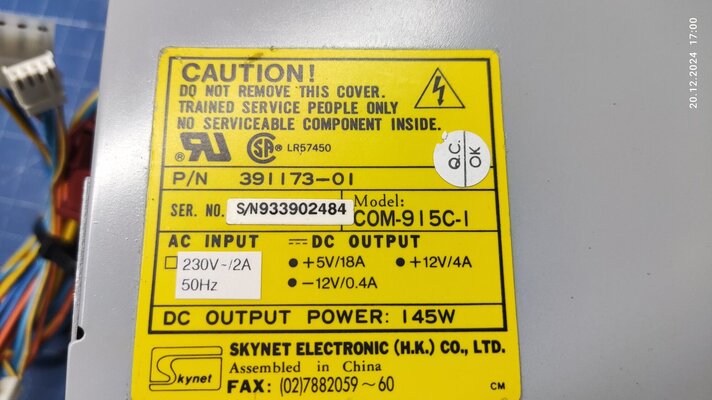 CAUTION!
DO NOT REMOVE THIS COVER.
TRAINED SERVICE PEOPLE ONLY
NO SERVICEABLE COMPONENT INSIDE.
LR57450
Q.C.
OK
P/N 391173-01
SER. NO. S/N933902484 Model:
COM-915C-1
AC INPUT DC OUTPUT
230V~/2A
50Hz
+5V/18A +12V/4A
-12V/0.4A
DC OUTPUT POWER: 145W
Skynet
SKYNET ELECTRONIC (H.K.) CO., LTD.
Assembled in China
FAX: (02)7882059~60
CM
20.12.2024 17:00